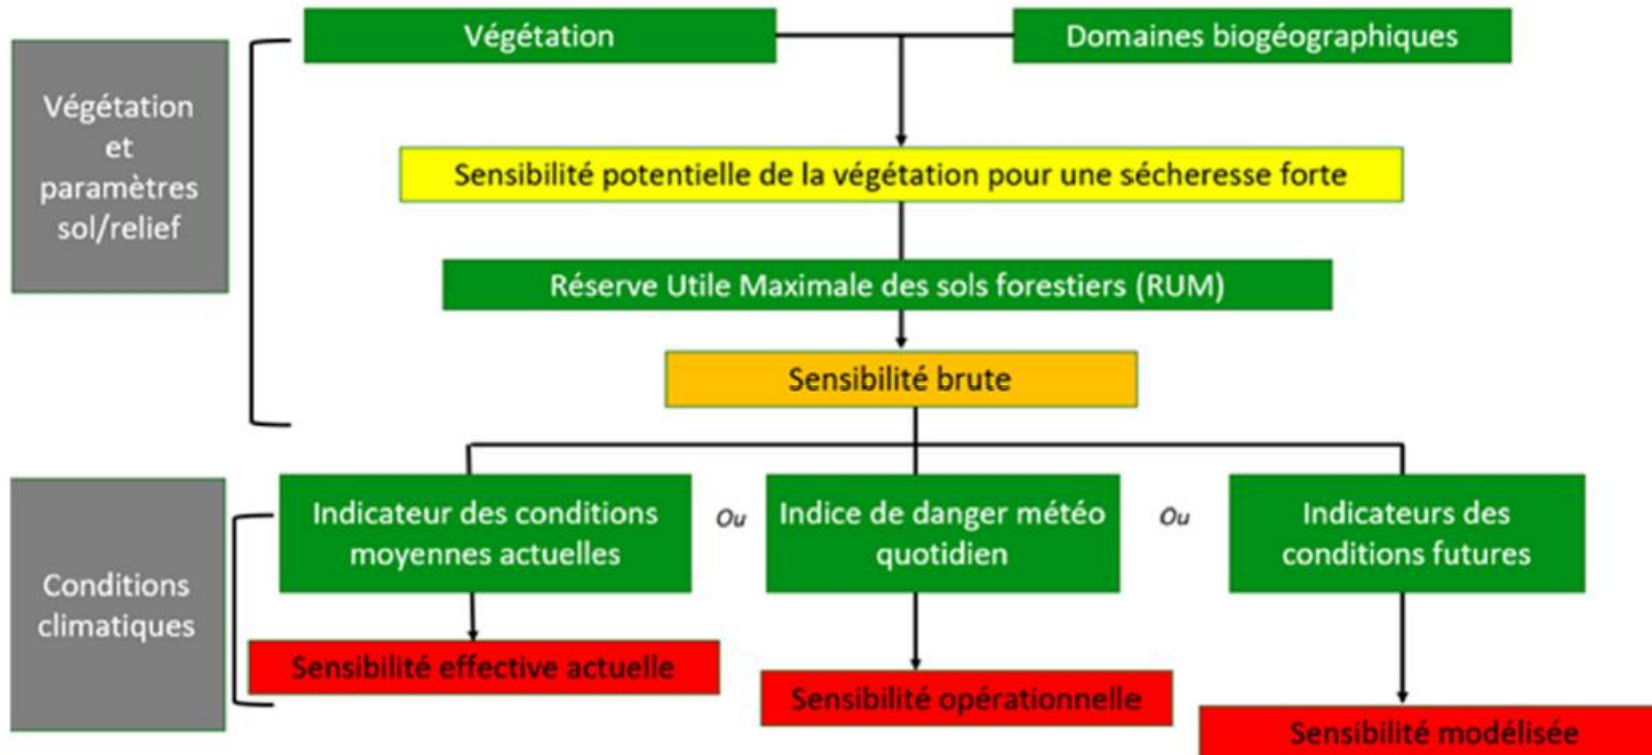 Végétation
Domaines biogéographiques
Végétation
et
paramètres
sol/relief
Sensibilité potentielle de la végétation pour une sécheresse forte
Réserve Utile Maximale des sols forestiers (RUM)
Sensibilité brute
Conditions
climatiques
Indicateur des conditions
moyennes actuelles
Ou
Indice de danger météo
quotidien
Ou
Indicateurs des
conditions futures
Sensibilité effective actuelle
Sensibilité opérationnelle
Sensibilité modélisée